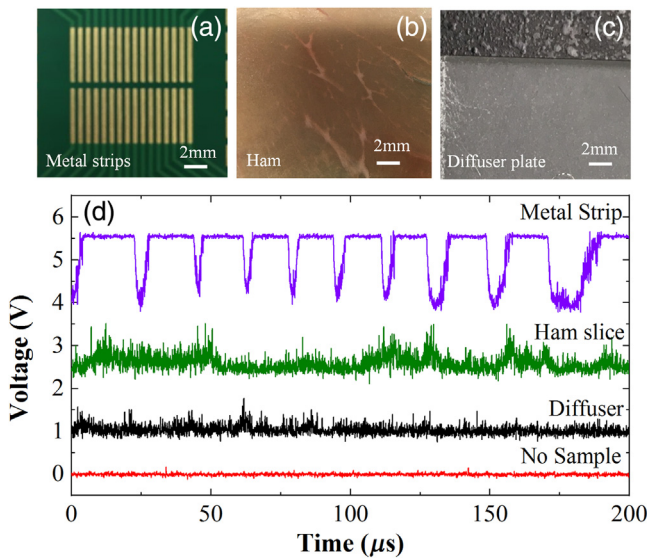 (a)
Metal strips
2mm
(b)
Ham
2mm
(c)
Diffuser plate
2mm
(d)
Metal Strip
Ham slice
Diffuser
No Sample
Voltage (V)
6
5
4
3
2
1
0
0 50 100 150 200
Time (μs)